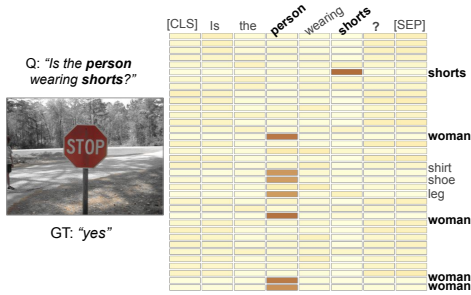 [CLS] Is the person wearing shorts ? [SEP]
Q: “Is the person
wearing shorts?”
STOP
GT: “yes”
shorts
woman
shirt
shoe
leg
woman
woman
woman